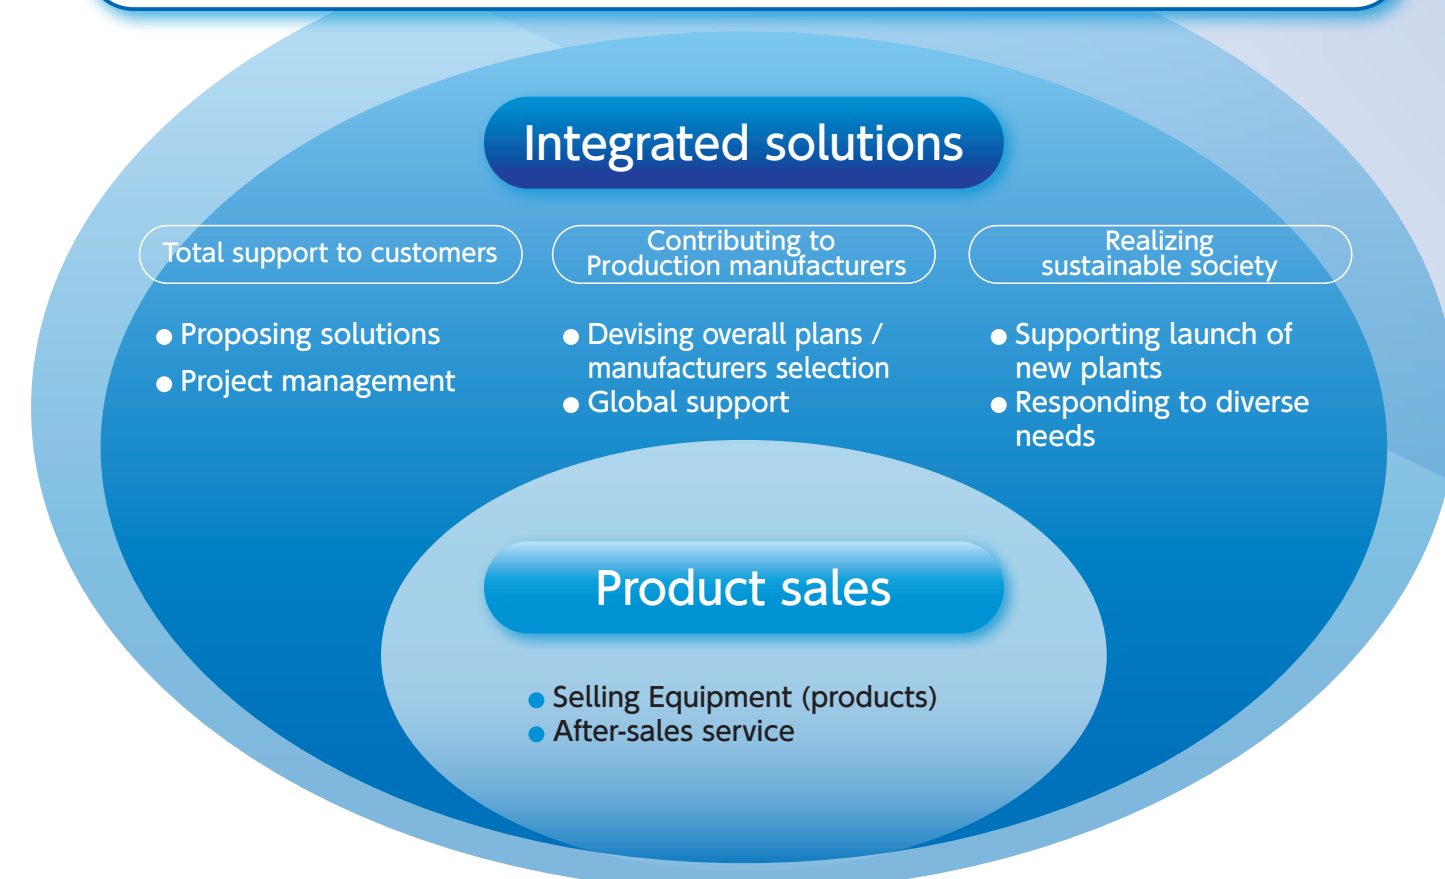 Integrated solutions
Total support to customers
Contributing to
Production manufacturers
Realizing
sustainable society
● Proposing solutions
● Project management
● Devising overall plans /
manufacturers selection
● Global support
● Supporting launch of
new plants
● Responding to diverse
needs
Product sales
● Selling Equipment (products)
● After-sales service